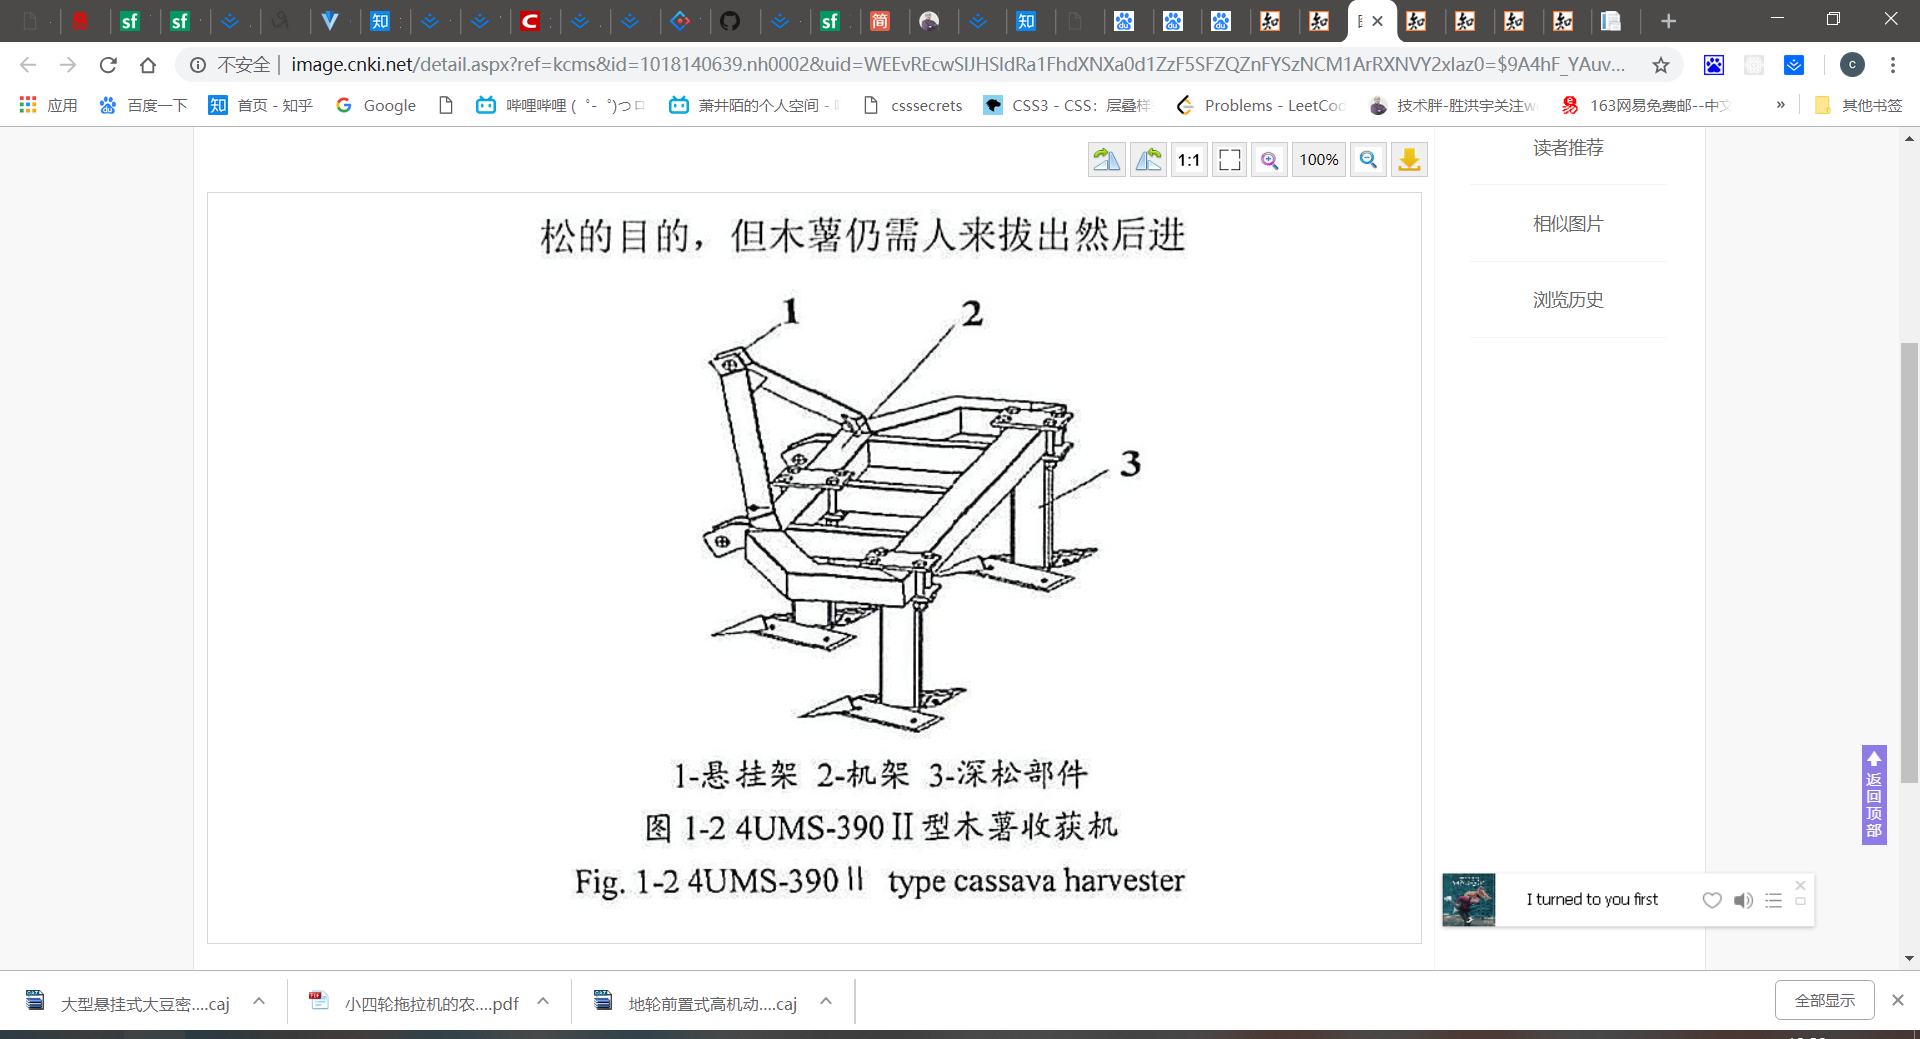 不安全 | image.cnki.net/detail.aspx?ref=kcms&id=1018140639.nh0002&uid=WEEvREcwSlJHSldRa1FhdXNXa0d1ZzF5SFZQZnFYSzNCM1ArRXNVY2xIaz0=$9A4hF_YAuv...
应用 百度一下 首页 - 知乎 Google 哔哩哔哩 ( ゜- ゜)つロ 萧井陌的个人空间 - csssecrets CSS3 - CSS：层叠样 Problems - LeetCo 技术胖-胜洪宇关注w 163网易免费邮--中文 » 其他书签
1:1 100%
读者推荐
相似图片
浏览历史
松的目的，但木薯仍需人来拔出然后进
1
2
3
1-悬挂架 2-机架 3-深松部件
图 1-2 4UMS-390Ⅱ型木薯收获机
Fig. 1-2 4UMS-390Ⅱ type cassava harvester
返回顶部
I turned to you first
大型悬挂式大豆密....caj 小四轮拖拉机的农....pdf 地轮前置式高机动....caj 全部显示